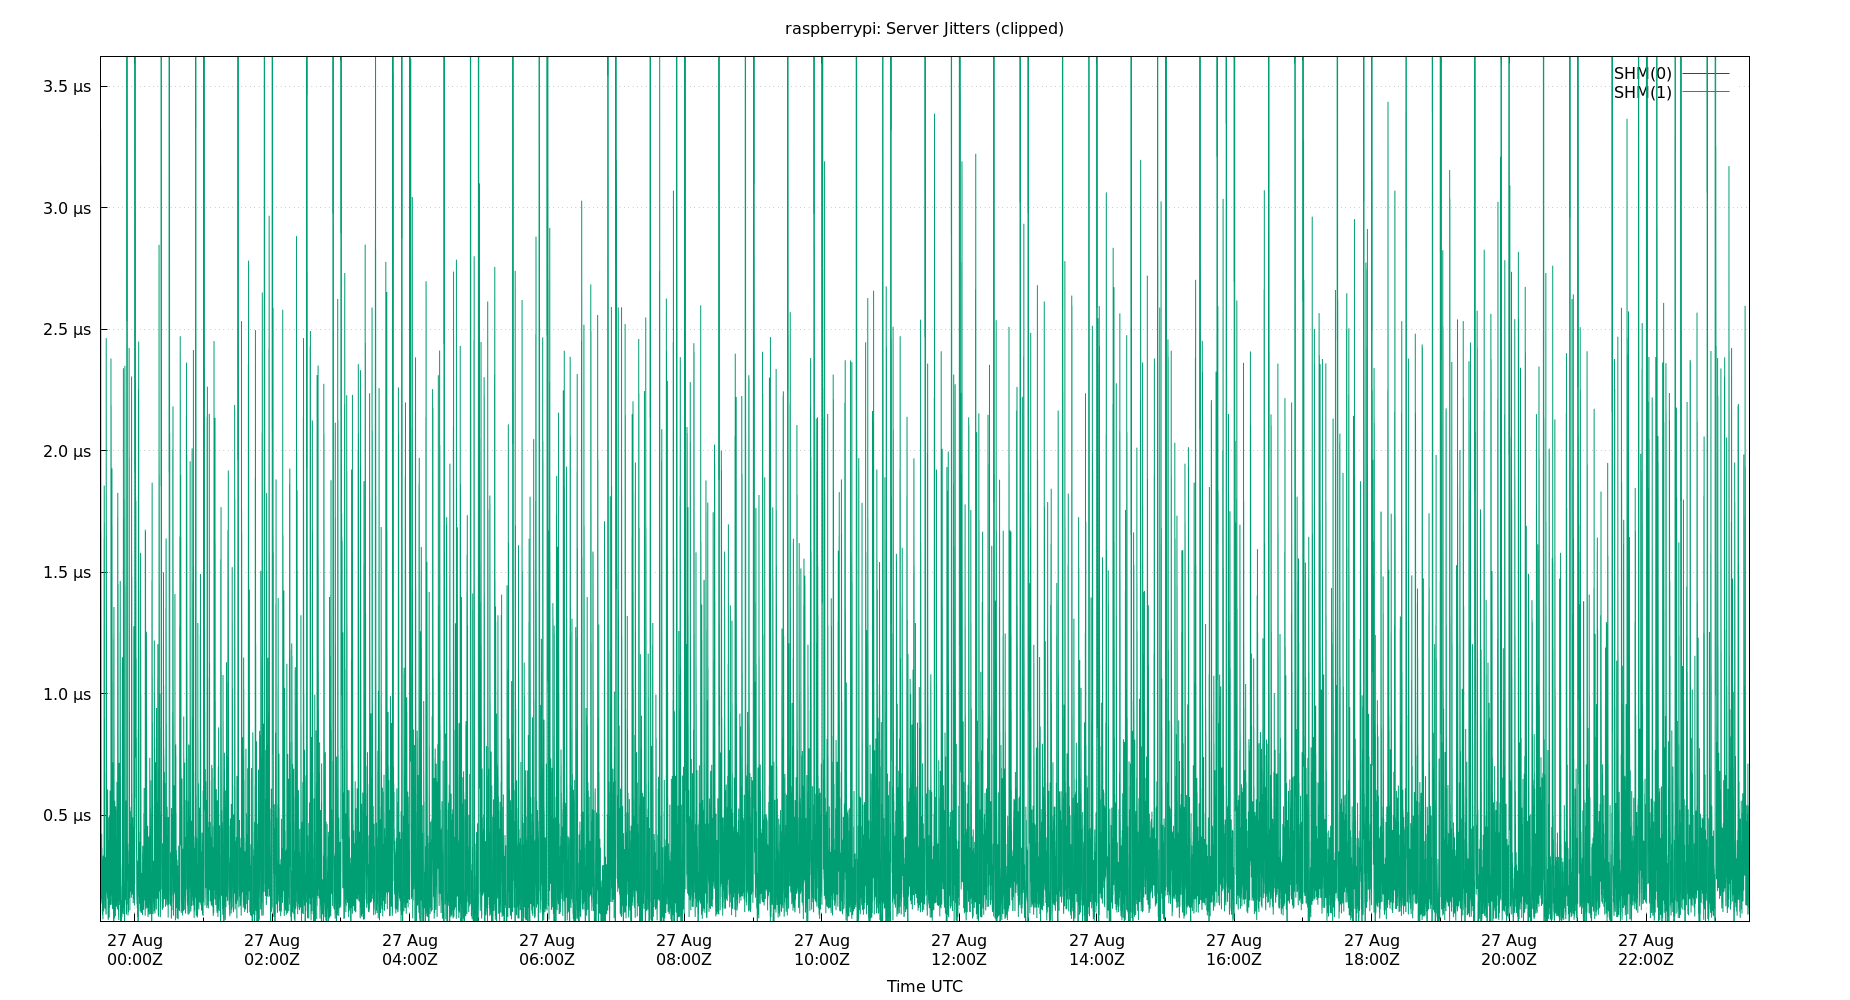 raspberrypi: Server Jitters (clipped)
SHM(0)
SHM(1)
3.5 µs
3.0 µs
2.5 µs
2.0 µs
1.5 µs
1.0 µs
0.5 µs
27 Aug 27 Aug 27 Aug 27 Aug 27 Aug 27 Aug 27 Aug 27 Aug 27 Aug 27 Aug 27 Aug 27 Aug
00:00Z 02:00Z 04:00Z 06:00Z 08:00Z 10:00Z 12:00Z 14:00Z 16:00Z 18:00Z 20:00Z 22:00Z
Time UTC